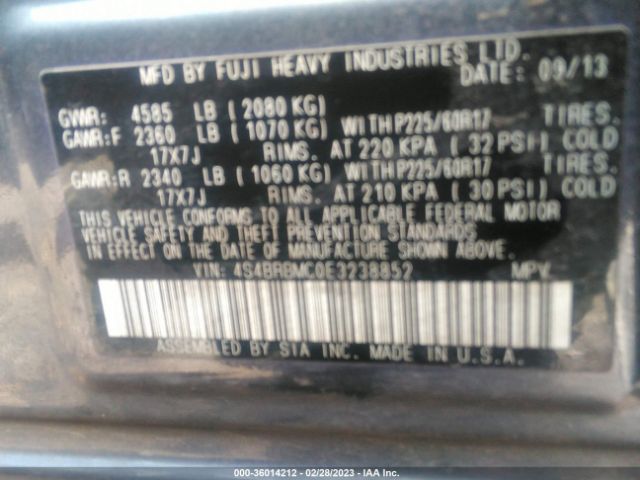 MFD BY FUJI HEAVY INDUSTRIES LTD.
DATE: 09/13
GVWR: 4585 LB ( 2080 KG)
GAWR:F 2360 LB ( 1070 KG) WITH P225/60R17 TIRES.
17X7J RIMS. AT 220 KPA ( 32 PSI) COLD
GAWR:R 2340 LB ( 1060 KG) WITH P225/60R17 TIRES.
17X7J RIMS. AT 210 KPA ( 30 PSI) COLD
THIS VEHICLE CONFORMS TO ALL APPLICABLE FEDERAL MOTOR
VEHICLE SAFETY AND THEFT PREVENTION STANDARDS
IN EFFECT ON THE DATE OF MANUFACTURE SHOWN ABOVE.
VIN: 4S4BRBMC0E3238852 MPV
ASSEMBLED BY SIA INC. MADE IN U.S.A.
000-36014212 - 02/28/2023 - IAA Inc.